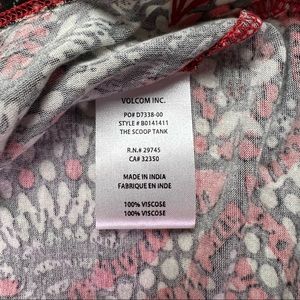 VOLCOM INC.
PO# D7338-00
STYLE # B0141411
THE SCOOP TANK
R.N.# 29745
CA# 32350
MADE IN INDIA
FABRIQUE EN INDE
100% VISCOSE
100% VISCOSE